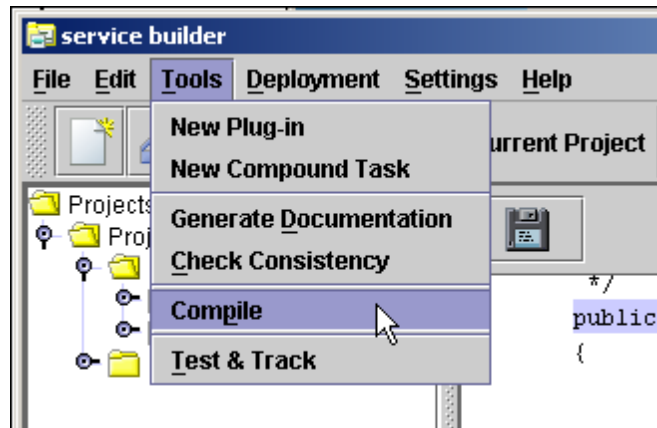 service builder
File Edit Tools Deployment Settings Help
New Plug-in
New Compound Task
Generate Documentation
Check Consistency
Compile
Test & Track
urrent Project
Projects
Proj
*/
public
{